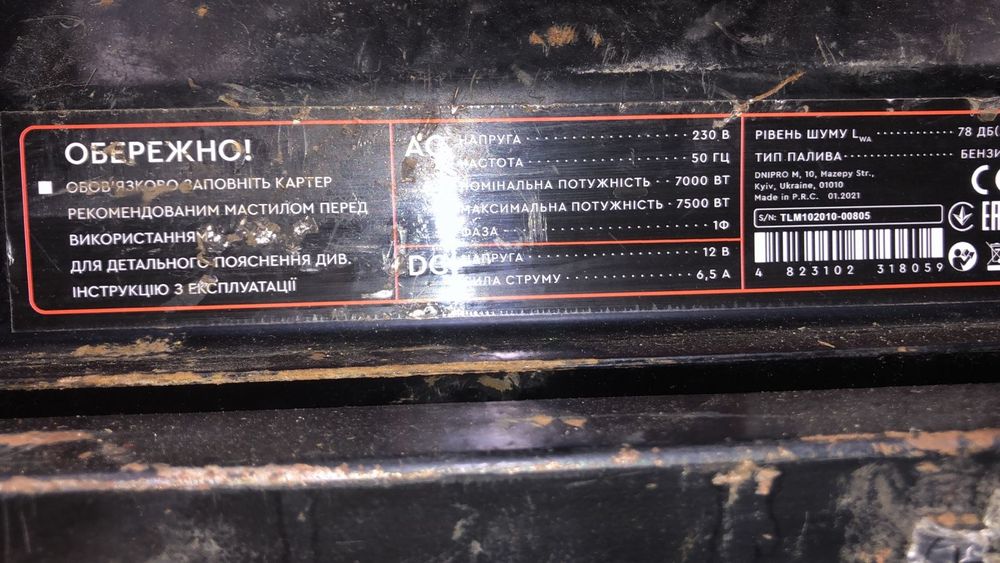 ОБЕРЕЖНО!
ОБОВ'ЯЗКОВО ЗАПОВНІТЬ КАРТЕР
РЕКОМЕНДОВАНИМ МАСТИЛОМ ПЕРЕД
ВИКОРИСТАННЯМ
ДЛЯ ДЕТАЛЬНОГО ПОЯСНЕННЯ ДИВ.
ІНСТРУКЦІЮ З ЕКСПЛУАТАЦІЇ
AC
НАПРУГА 230 В
ЧАСТОТА 50 ГЦ
НОМІНАЛЬНА ПОТУЖНІСТЬ 7000 ВТ
МАКСИМАЛЬНА ПОТУЖНІСТЬ 7500 ВТ
ФАЗА 1Ф
DC
НАПРУГА 12 В
СИЛА СТРУМУ 6,5 А
РІВЕНЬ ШУМУ LWA 78 ДБ(
ТИП ПАЛИВА БЕНЗИ
DNIPRO M, 10, Mazepy Str.,
Kyiv, Ukraine, 01010
Made in P.R.C. 01.2021
S/N: TLM102010-00805
4 823102 318059